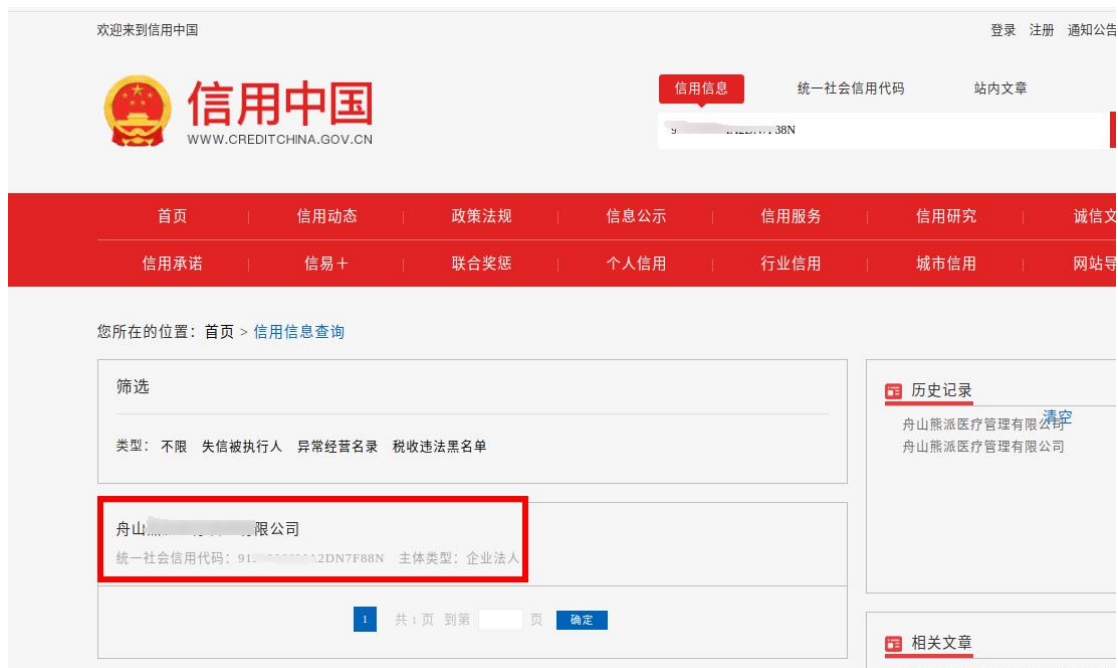 欢迎来到信用中国
登录 注册 通知公告
信用中国
WWW.CREDITCHINA.GOV.CN
信用信息 统一社会信用代码 站内文章
9 38N
首页 信用动态 政策法规 信息公示 信用服务 信用研究 诚信文
信用承诺 信易＋ 联合奖惩 个人信用 行业信用 城市信用 网站导
您所在的位置：首页 > 信用信息查询
筛选
类型： 不限 失信被执行人 异常经营名录 税收违法黑名单
历史记录
清空
舟山熊派医疗管理有限公司
舟山熊派医疗管理有限公司
舟山 限公司
统一社会信用代码：91 2DN7F88N 主体类型：企业法人
1 共 1 页 到第 页 确定
相关文章